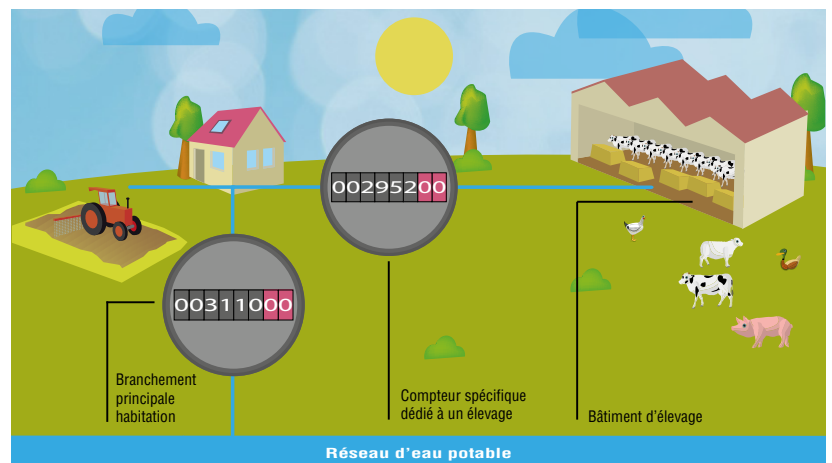 00295200
00311000
Branchement
principale
habitation
Compteur spécifique
dédié à un élevage
Bâtiment d'élevage
Réseau d'eau potable